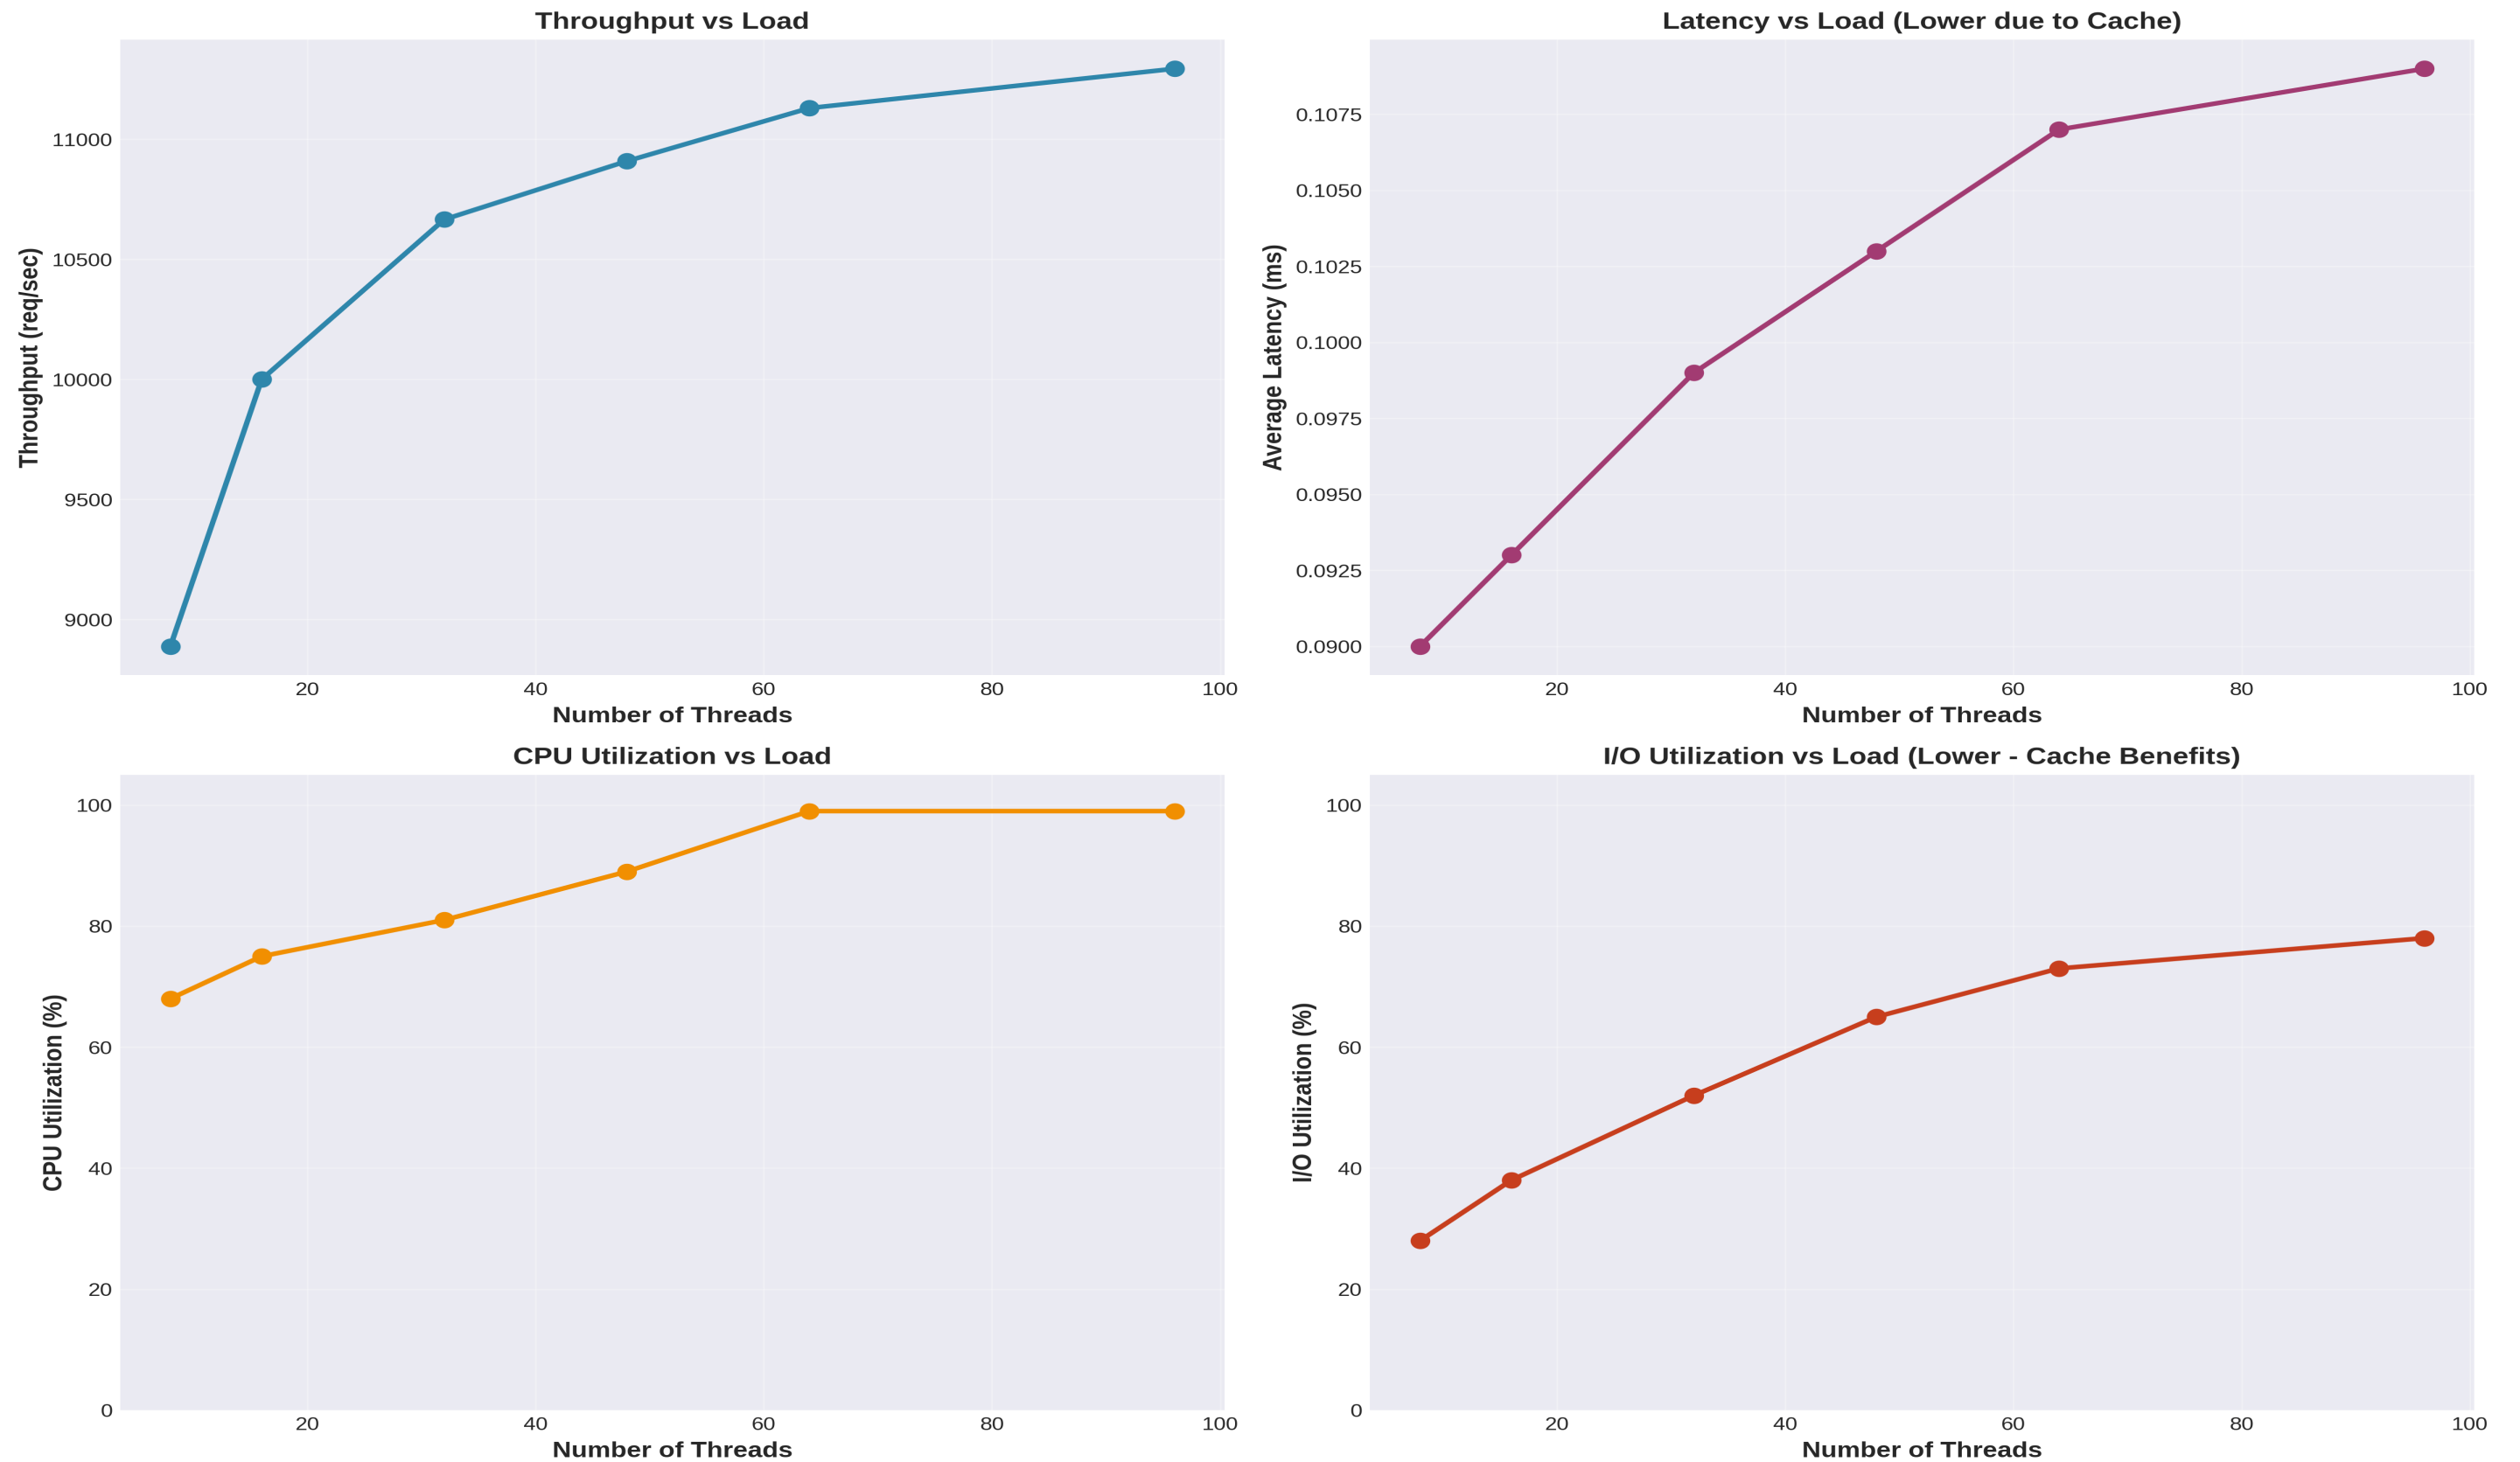 Throughput vs Load
Throughput (req/sec)
11000
10500
10000
9500
9000
20 40 60 80 100
Number of Threads
Latency vs Load (Lower due to Cache)
Average Latency (ms)
0.1075
0.1050
0.1025
0.1000
0.0975
0.0950
0.0925
0.0900
20 40 60 80 100
Number of Threads
CPU Utilization vs Load
CPU Utilization (%)
100
80
60
40
20
0
20 40 60 80 100
Number of Threads
I/O Utilization vs Load (Lower - Cache Benefits)
I/O Utilization (%)
100
80
60
40
20
0
20 40 60 80 100
Number of Threads